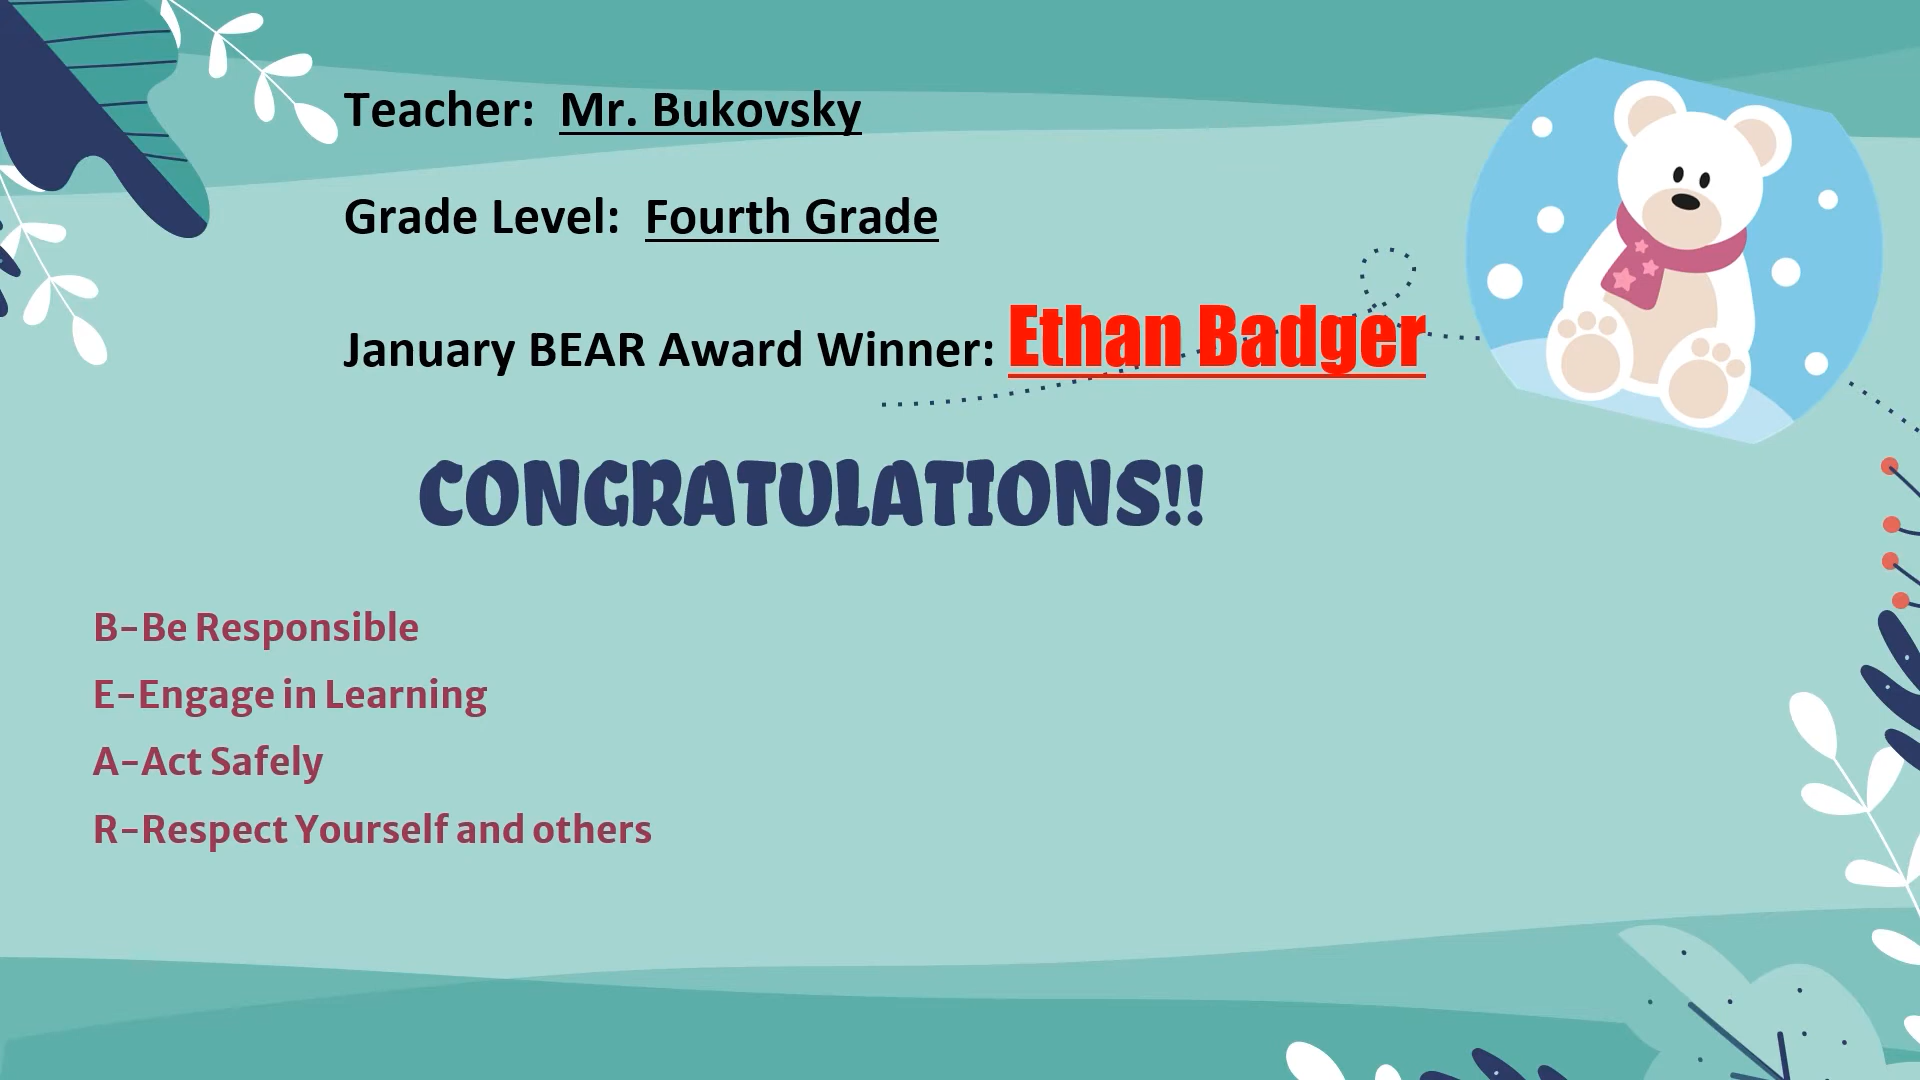 Teacher: Mr. Bukovsky
Grade Level: Fourth Grade
January BEAR Award Winner: Ethan Badger
CONGRATULATIONS!!
B-Be Responsible
E-Engage in Learning
A-Act Safely
R-Respect Yourself and others